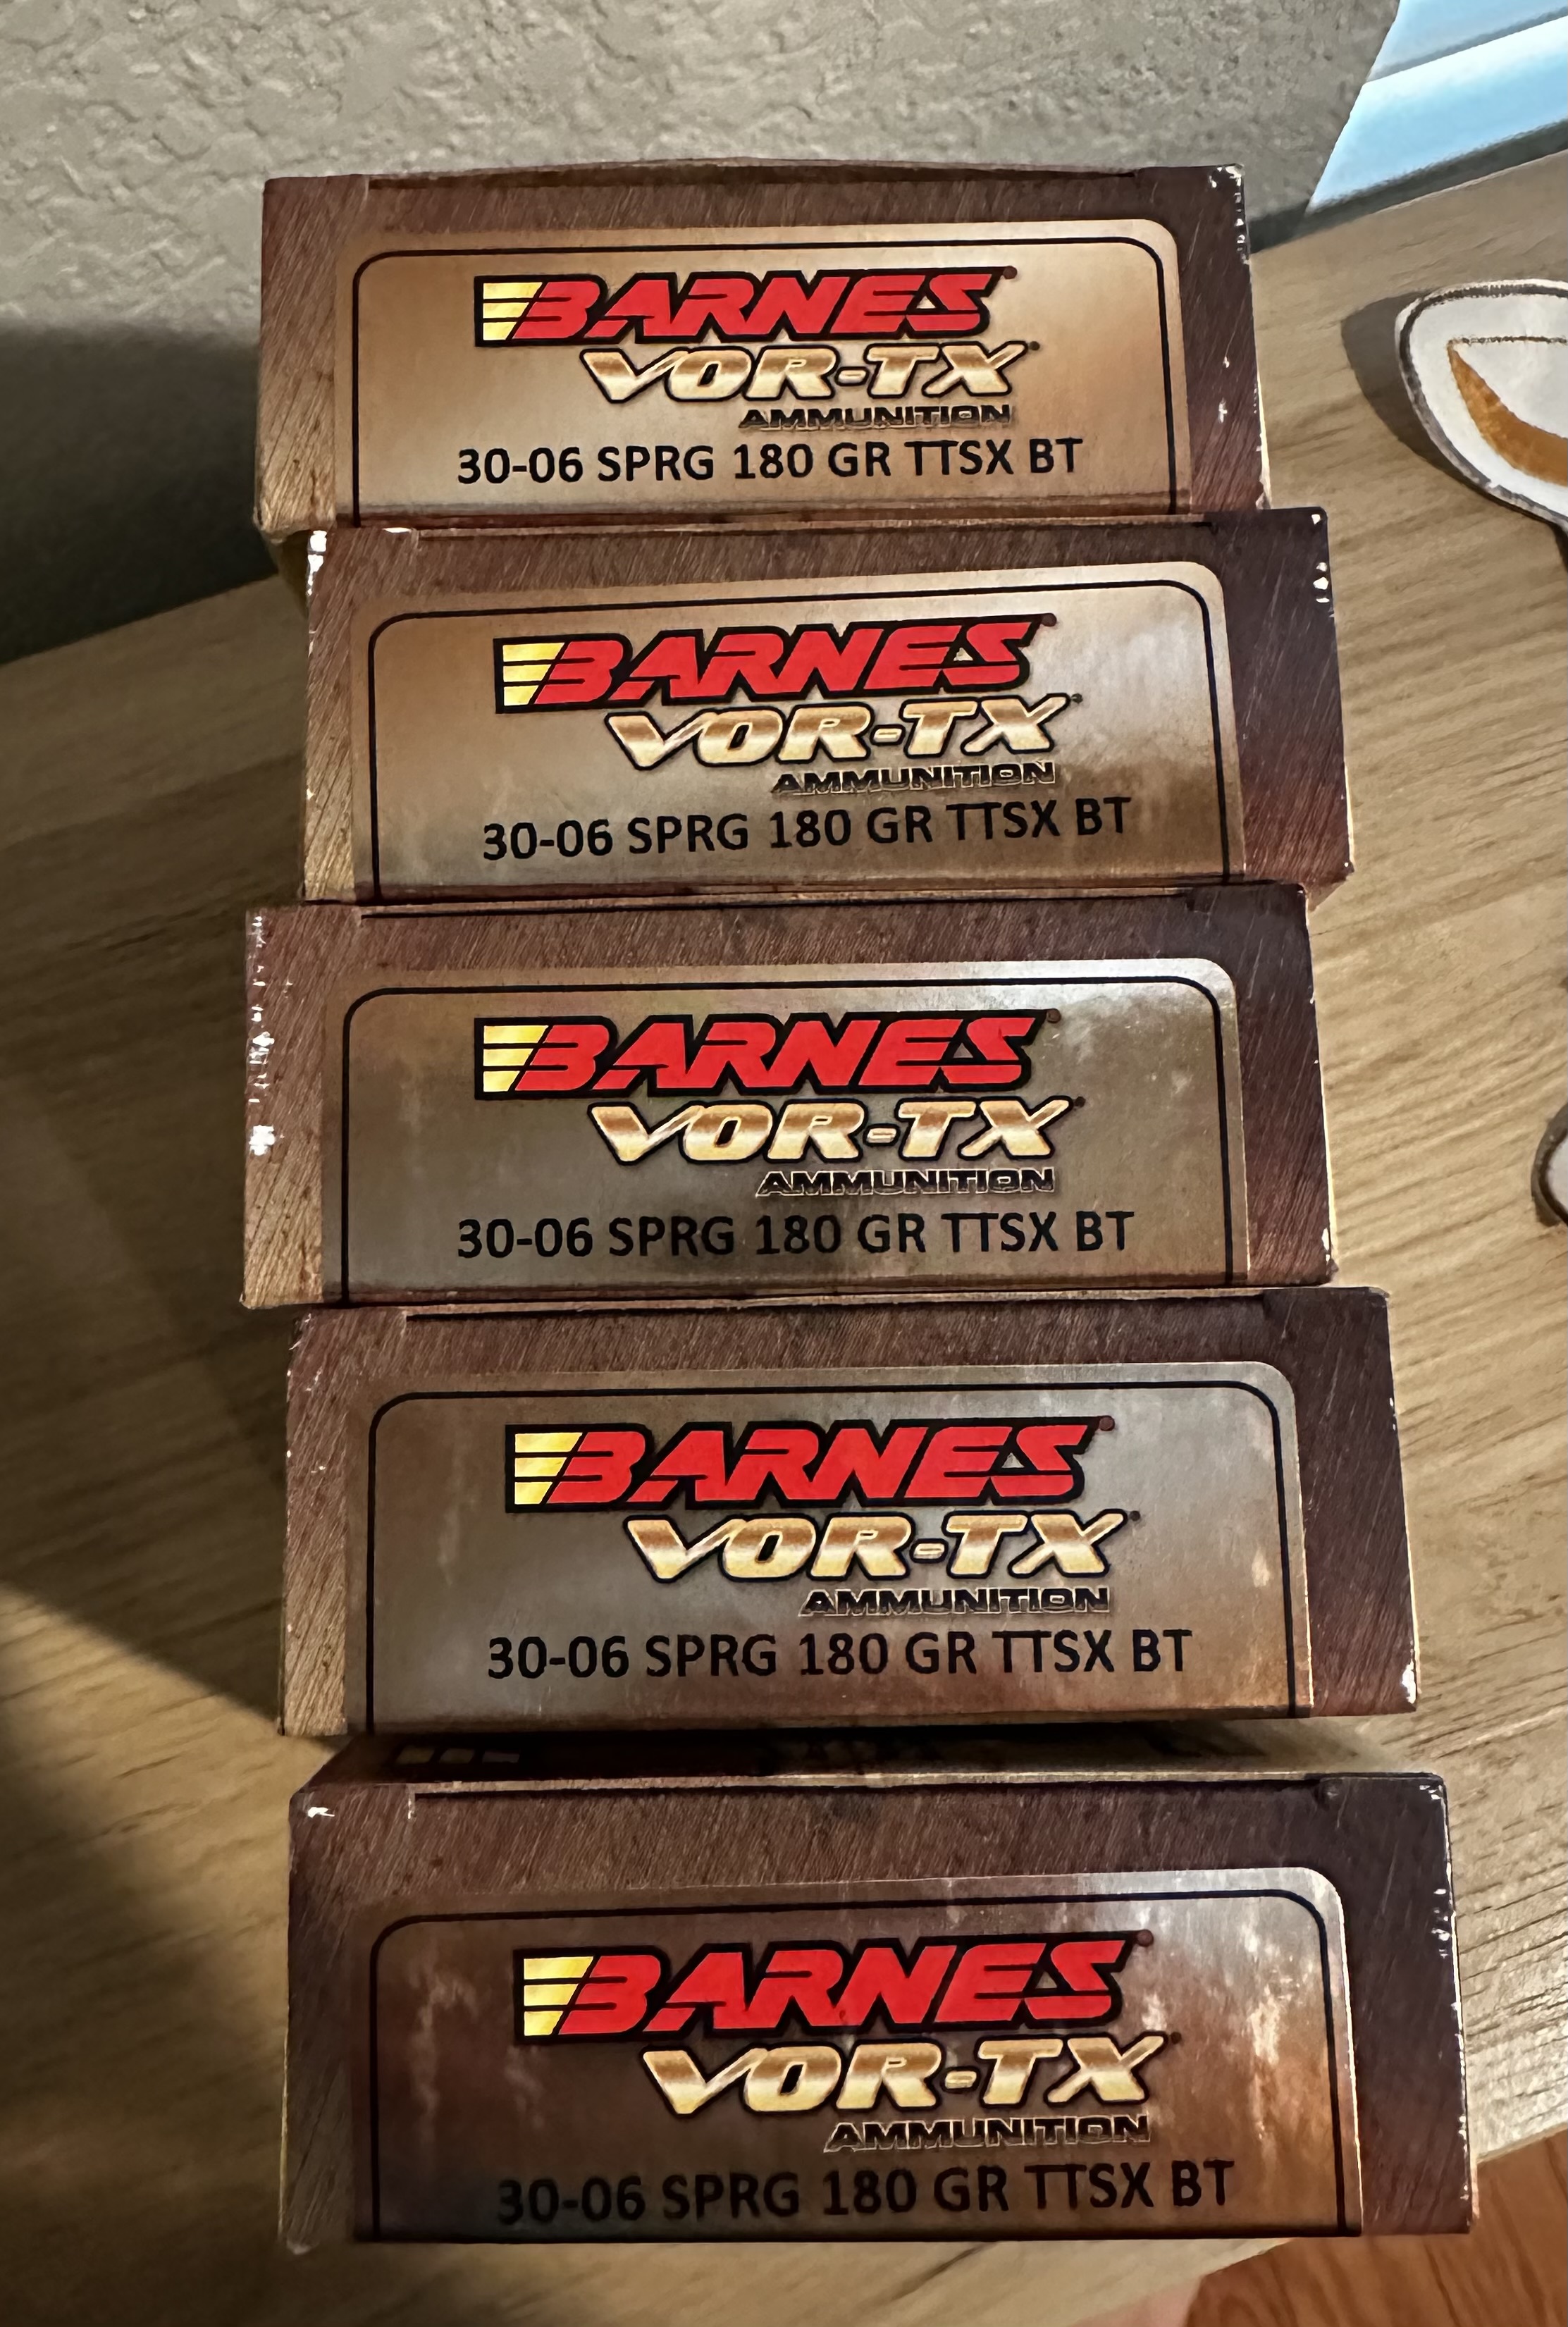 BARNES®
VOR-TX
AMMUNITION
30-06 SPRG 180 GR TTSX BT
BARNES®
VOR-TX
AMMUNITION
30-06 SPRG 180 GR TTSX BT
BARNES®
VOR-TX
AMMUNITION
30-06 SPRG 180 GR TTSX BT
BARNES®
VOR-TX
AMMUNITION
30-06 SPRG 180 GR TTSX BT
BARNES®
VOR-TX
AMMUNITION
30-06 SPRG 180 GR TTSX BT